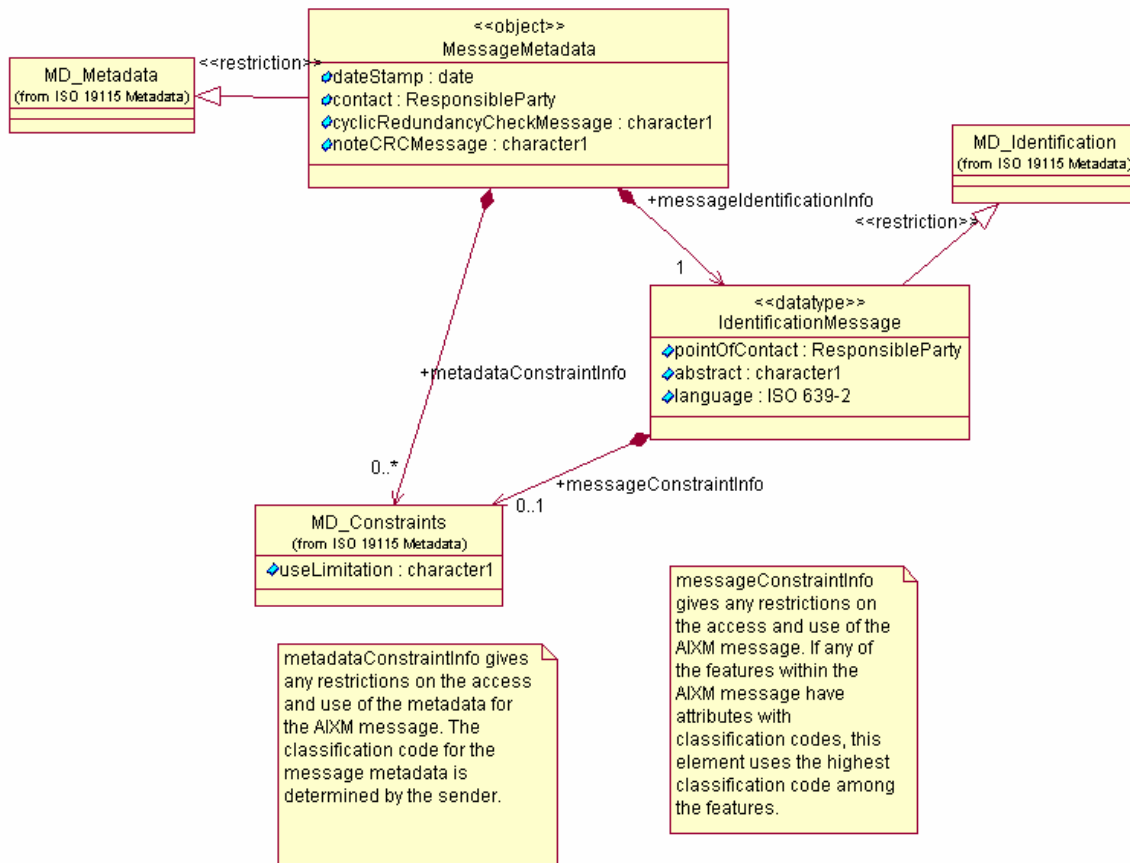 <<object>>
MessageMetadata
dateStamp : date
contact : ResponsibleParty
cyclicRedundancyCheckMessage : character1
noteCRCMessage : character1
<<restriction>>
MD_Metadata
(from ISO 19115 Metadata)
MD_Identification
(from ISO 19115 Metadata)
+messageIdentificationInfo
<<restriction>>
1
<<datatype>>
IdentificationMessage
pointOfContact : ResponsibleParty
abstract : character1
language : ISO 639-2
+metadataConstraintInfo
0..*
+messageConstraintInfo
0..1
MD_Constraints
(from ISO 19115 Metadata)
useLimitation : character1
metadataConstraintInfo gives
any restrictions on the access
and use of the metadata for
the AIXM message. The
classification code for the
message metadata is
determined by the sender.
messageConstraintInfo
gives any restrictions on
the access and use of the
AIXM message. If any of
the features within the
AIXM message have
attributes with
classification codes, this
element uses the highest
classification code among
the features.